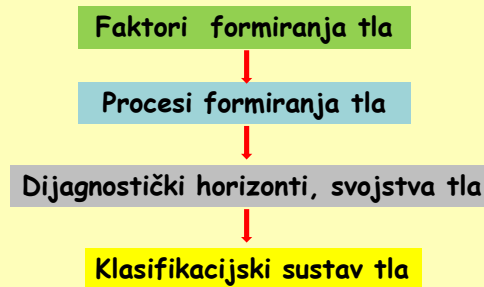 Faktori formiranja tla
Procesi formiranja tla
Dijagnostički horizonti, svojstva tla
Klasifikacijski sustav tla